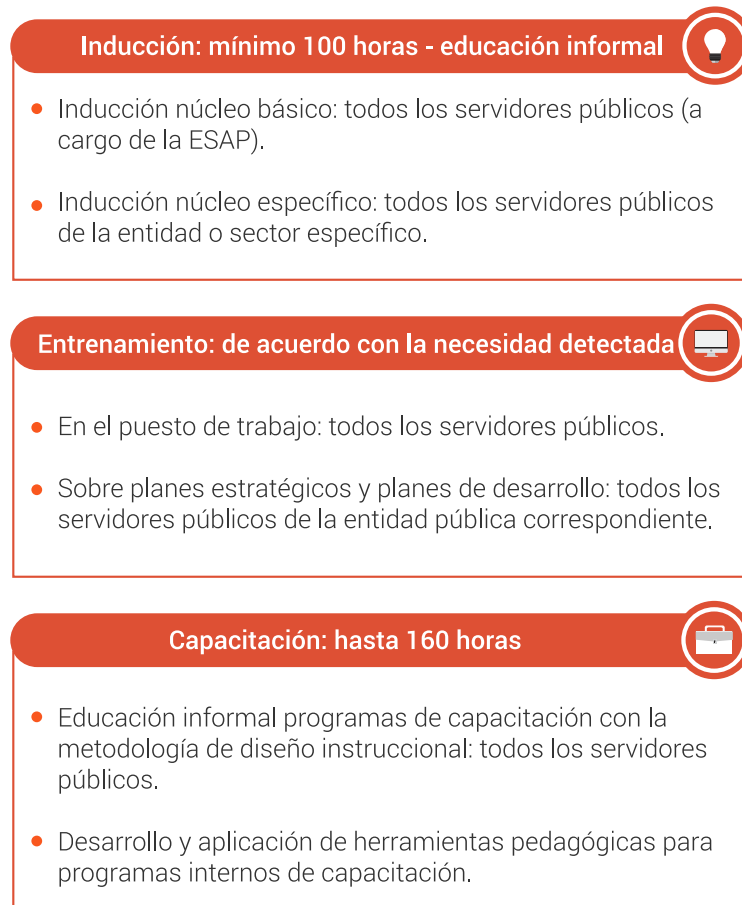 Inducción: mínimo 100 horas - educación informal
Inducción núcleo básico: todos los servidores públicos (a
cargo de la ESAP).
Inducción núcleo específico: todos los servidores públicos
de la entidad o sector específico.
Entrenamiento: de acuerdo con la necesidad detectada
En el puesto de trabajo: todos los servidores públicos.
Sobre planes estratégicos y planes de desarrollo: todos los
servidores públicos de la entidad pública correspondiente.
Capacitación: hasta 160 horas
Educación informal programas de capacitación con la
metodología de diseño instruccional: todos los servidores
públicos.
Desarrollo y aplicación de herramientas pedagógicas para
programas internos de capacitación.